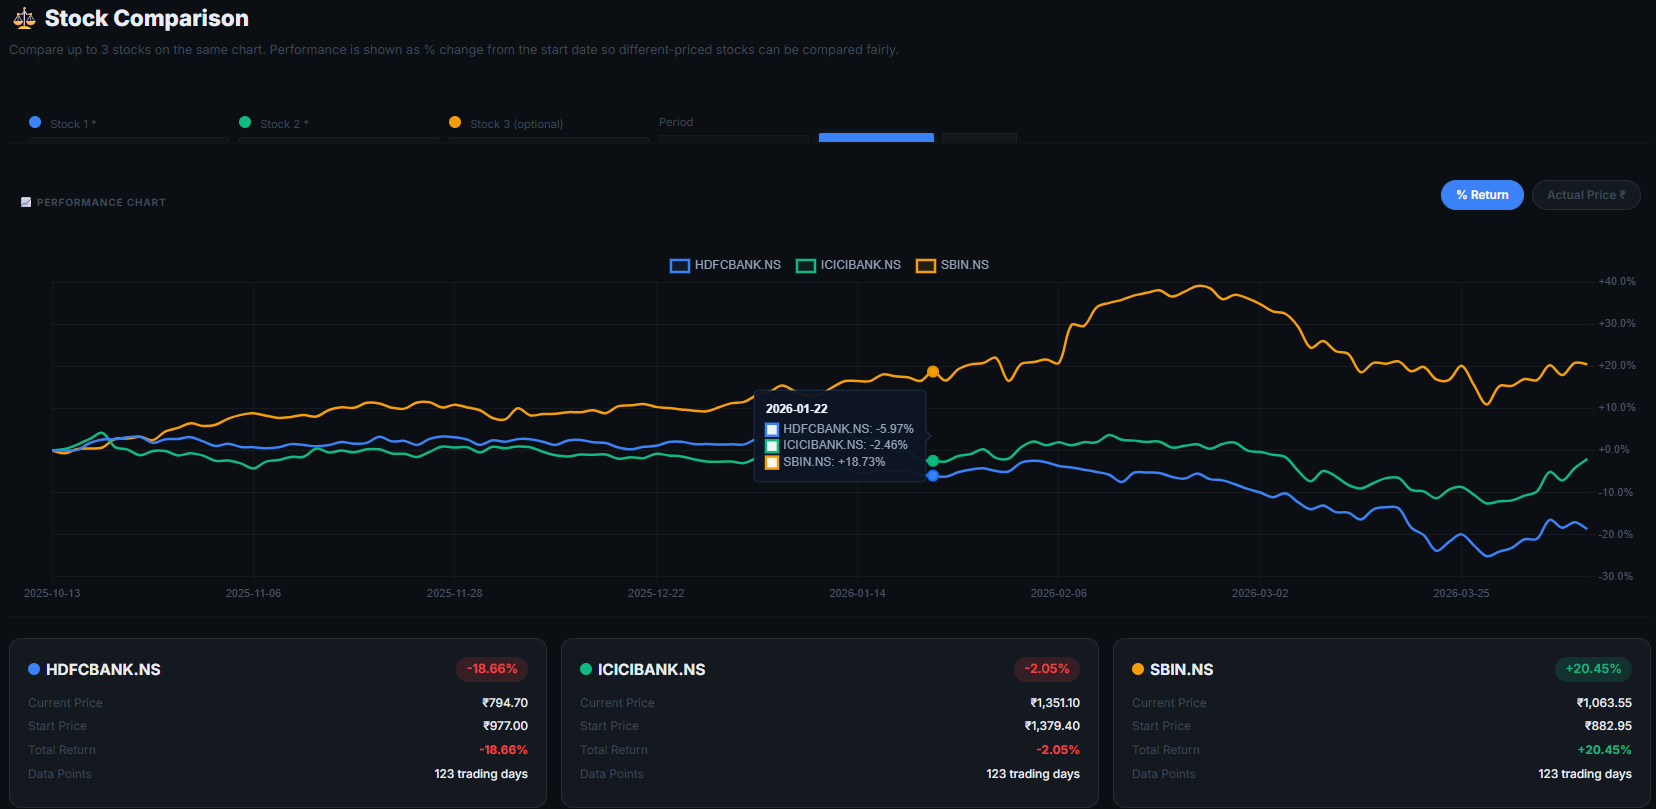 ⚖️ Stock Comparison
Compare up to 3 stocks on the same chart. Performance is shown as % change from the start date so different-priced stocks can be compared fairly.
Stock 1 * Stock 2 * Stock 3 (optional) Period
PERFORMANCE CHART
% Return Actual Price ₹
HDFCBANK.NS ICICIBANK.NS SBIN.NS
+40.0%
+30.0%
+20.0%
+10.0%
+0.0%
-10.0%
-20.0%
-30.0%
2026-01-22
HDFCBANK.NS: -5.97%
ICICIBANK.NS: -2.46%
SBIN.NS: +18.73%
2025-10-13 2025-11-06 2025-11-28 2025-12-22 2026-01-14 2026-02-06 2026-03-02 2026-03-25
HDFCBANK.NS -18.66%
Current Price ₹794.70
Start Price ₹977.00
Total Return -18.66%
Data Points 123 trading days
ICICIBANK.NS -2.05%
Current Price ₹1,351.10
Start Price ₹1,379.40
Total Return -2.05%
Data Points 123 trading days
SBIN.NS +20.45%
Current Price ₹1,063.55
Start Price ₹882.95
Total Return +20.45%
Data Points 123 trading days